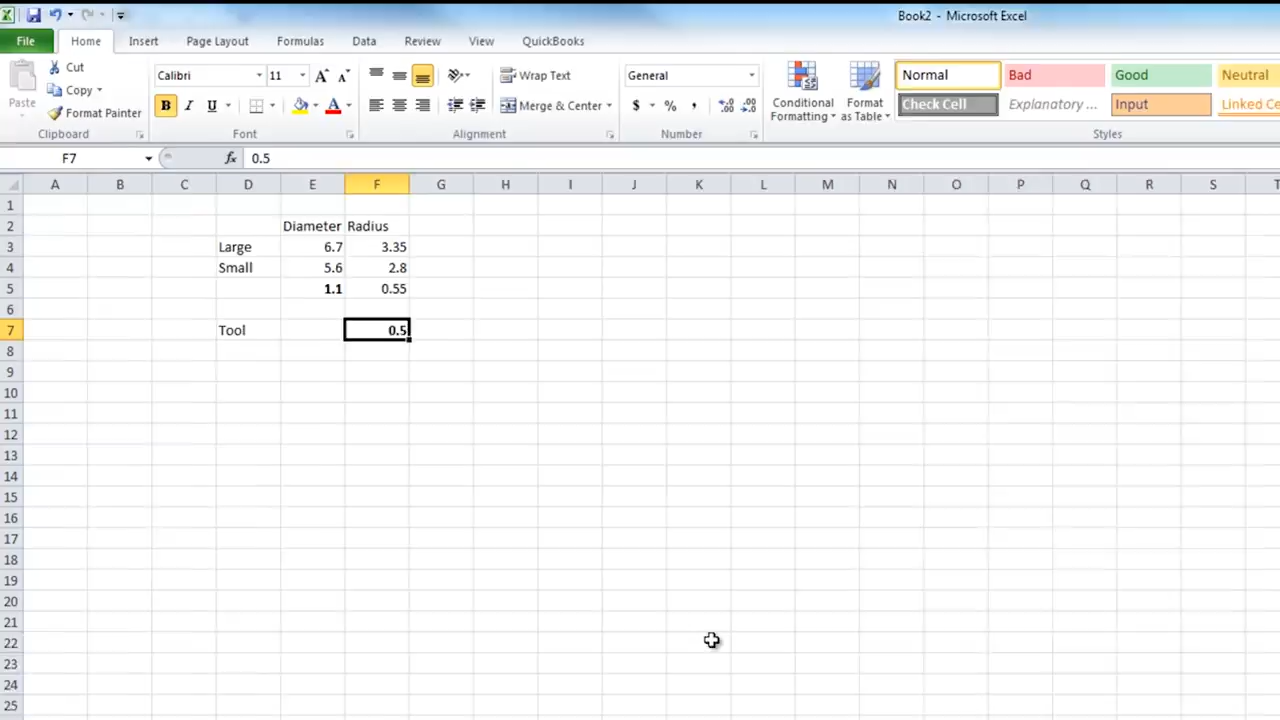 Book2 - Microsoft Excel
File Home Insert Page Layout Formulas Data Review View QuickBooks
Cut Calibri 11 A A Wrap Text General Normal Bad Good Neutral
Paste Copy B I U A Merge & Center $ % , Conditional Formatting Format as Table Check Cell Explanatory ... Input Linked Ce
Format Painter
Clipboard Font Alignment Number Styles
F7 fx 0.5
A B C D E F G H I J K L M N O P Q R S T
1
2 Diameter Radius
3 Large 6.7 3.35
4 Small 5.6 2.8
5 1.1 0.55
6
7 Tool 0.5
8
9
10
11
12
13
14
15
16
17
18
19
20
21
22
23
24
25